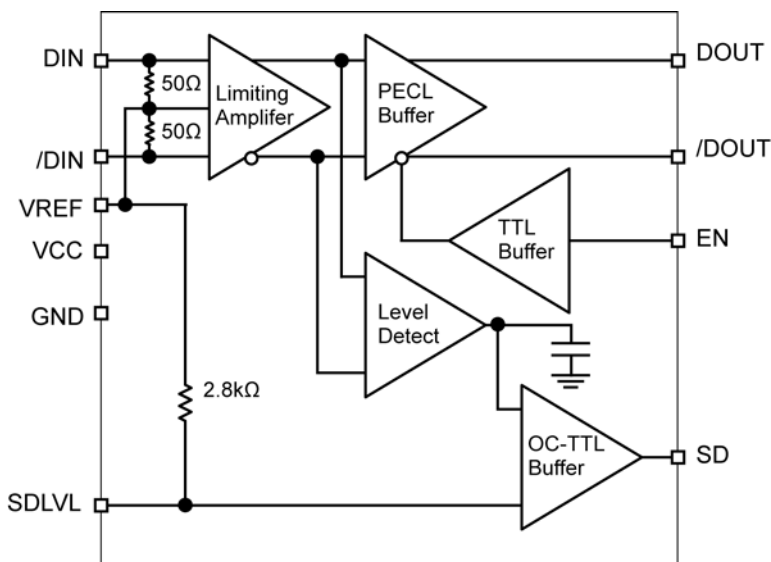 DIN
DOUT
50Ω
Limiting
Amplifer
PECL
Buffer
50Ω
/DIN
/DOUT
VREF
TTL
Buffer
EN
VCC
GND
Level
Detect
2.8kΩ
OC-TTL
Buffer
SD
SDLVL